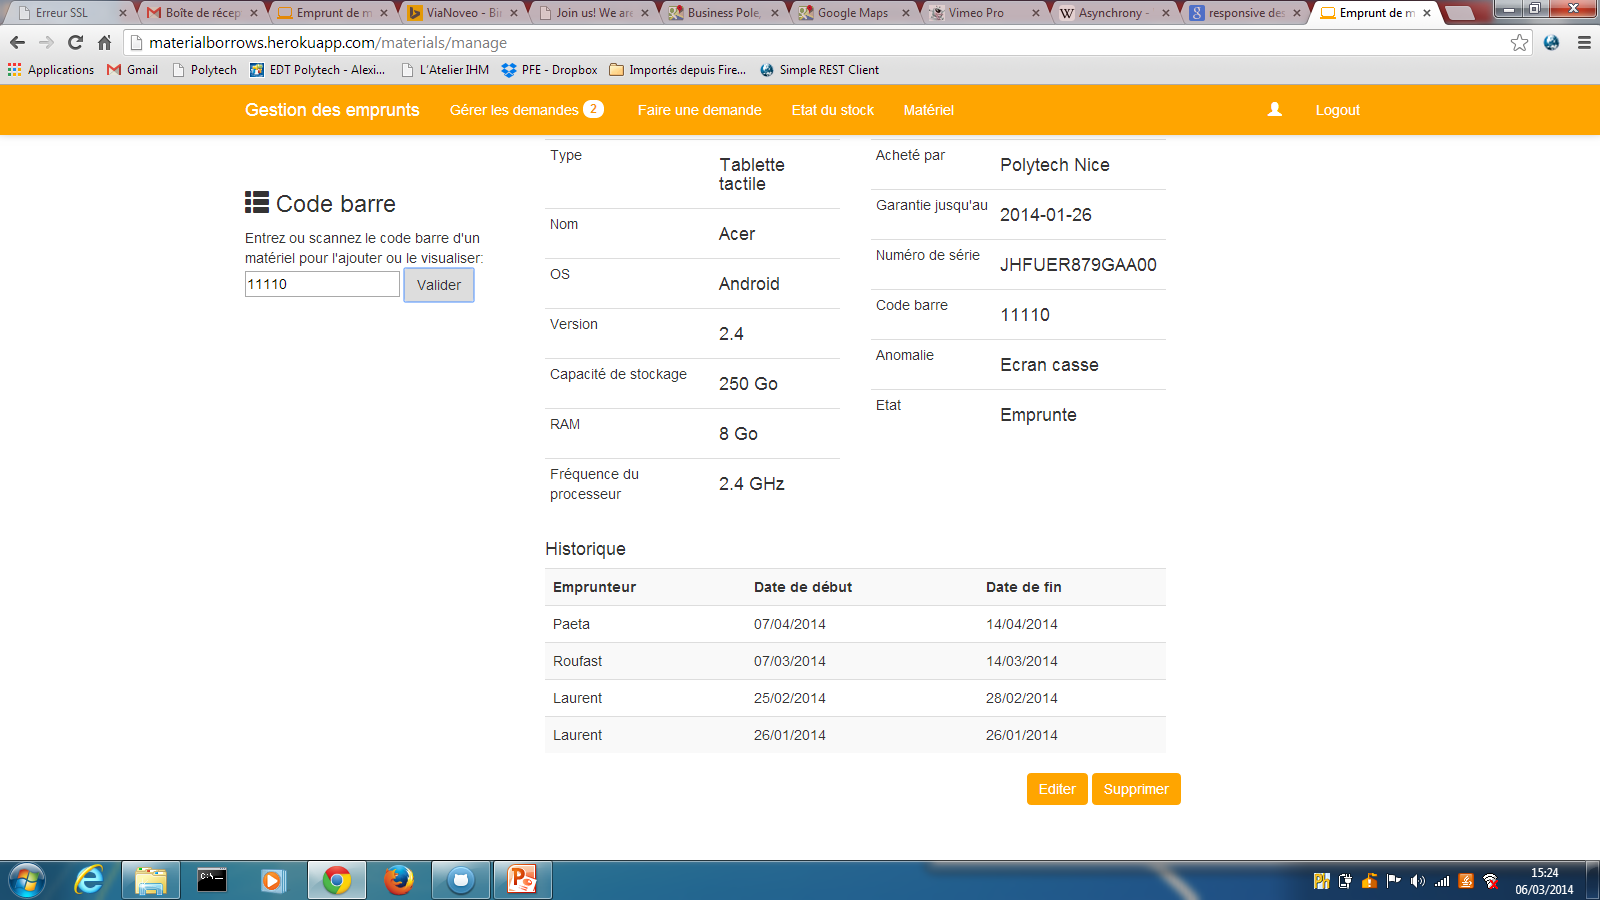 Erreur SSL
Boîte de récep
Emprunt de m
ViaNoveo - Bin
Join us! We are
Business Pole,
Google Maps
Vimeo Pro
Asynchrony -
responsive des
Emprunt de m
materialborrows.herokuapp.com/materials/manage
Applications
Gmail
Polytech
EDT Polytech - Alexi...
L'Atelier IHM
PFE - Dropbox
Importés depuis Fire...
Simple REST Client
Gestion des emprunts
Gérer les demandes 2
Faire une demande
Etat du stock
Matériel
Logout
Code barre
Entrez ou scannez le code barre d'un
matériel pour l'ajouter ou le visualiser:
11110
Valider
Type
Tablette
tactile
Nom
Acer
OS
Android
Version
2.4
Capacité de stockage
250 Go
RAM
8 Go
Fréquence du
processeur
2.4 GHz
Acheté par
Polytech Nice
Garantie jusqu'au
2014-01-26
Numéro de série
JHFUER879GAA00
Code barre
11110
Anomalie
Ecran casse
Etat
Emprunte
Historique
Emprunteur Date de début Date de fin
Paeta 07/04/2014 14/04/2014
Roufast 07/03/2014 14/03/2014
Laurent 25/02/2014 28/02/2014
Laurent 26/01/2014 26/01/2014
Editer
Supprimer
15:24
06/03/2014